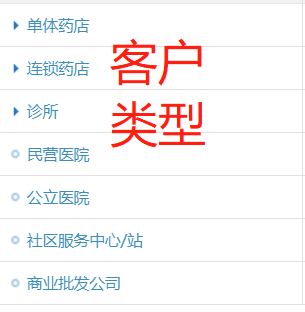 单体药店
连锁药店
客户
类型
诊所
民营医院
公立医院
社区服务中心/站
商业批发公司